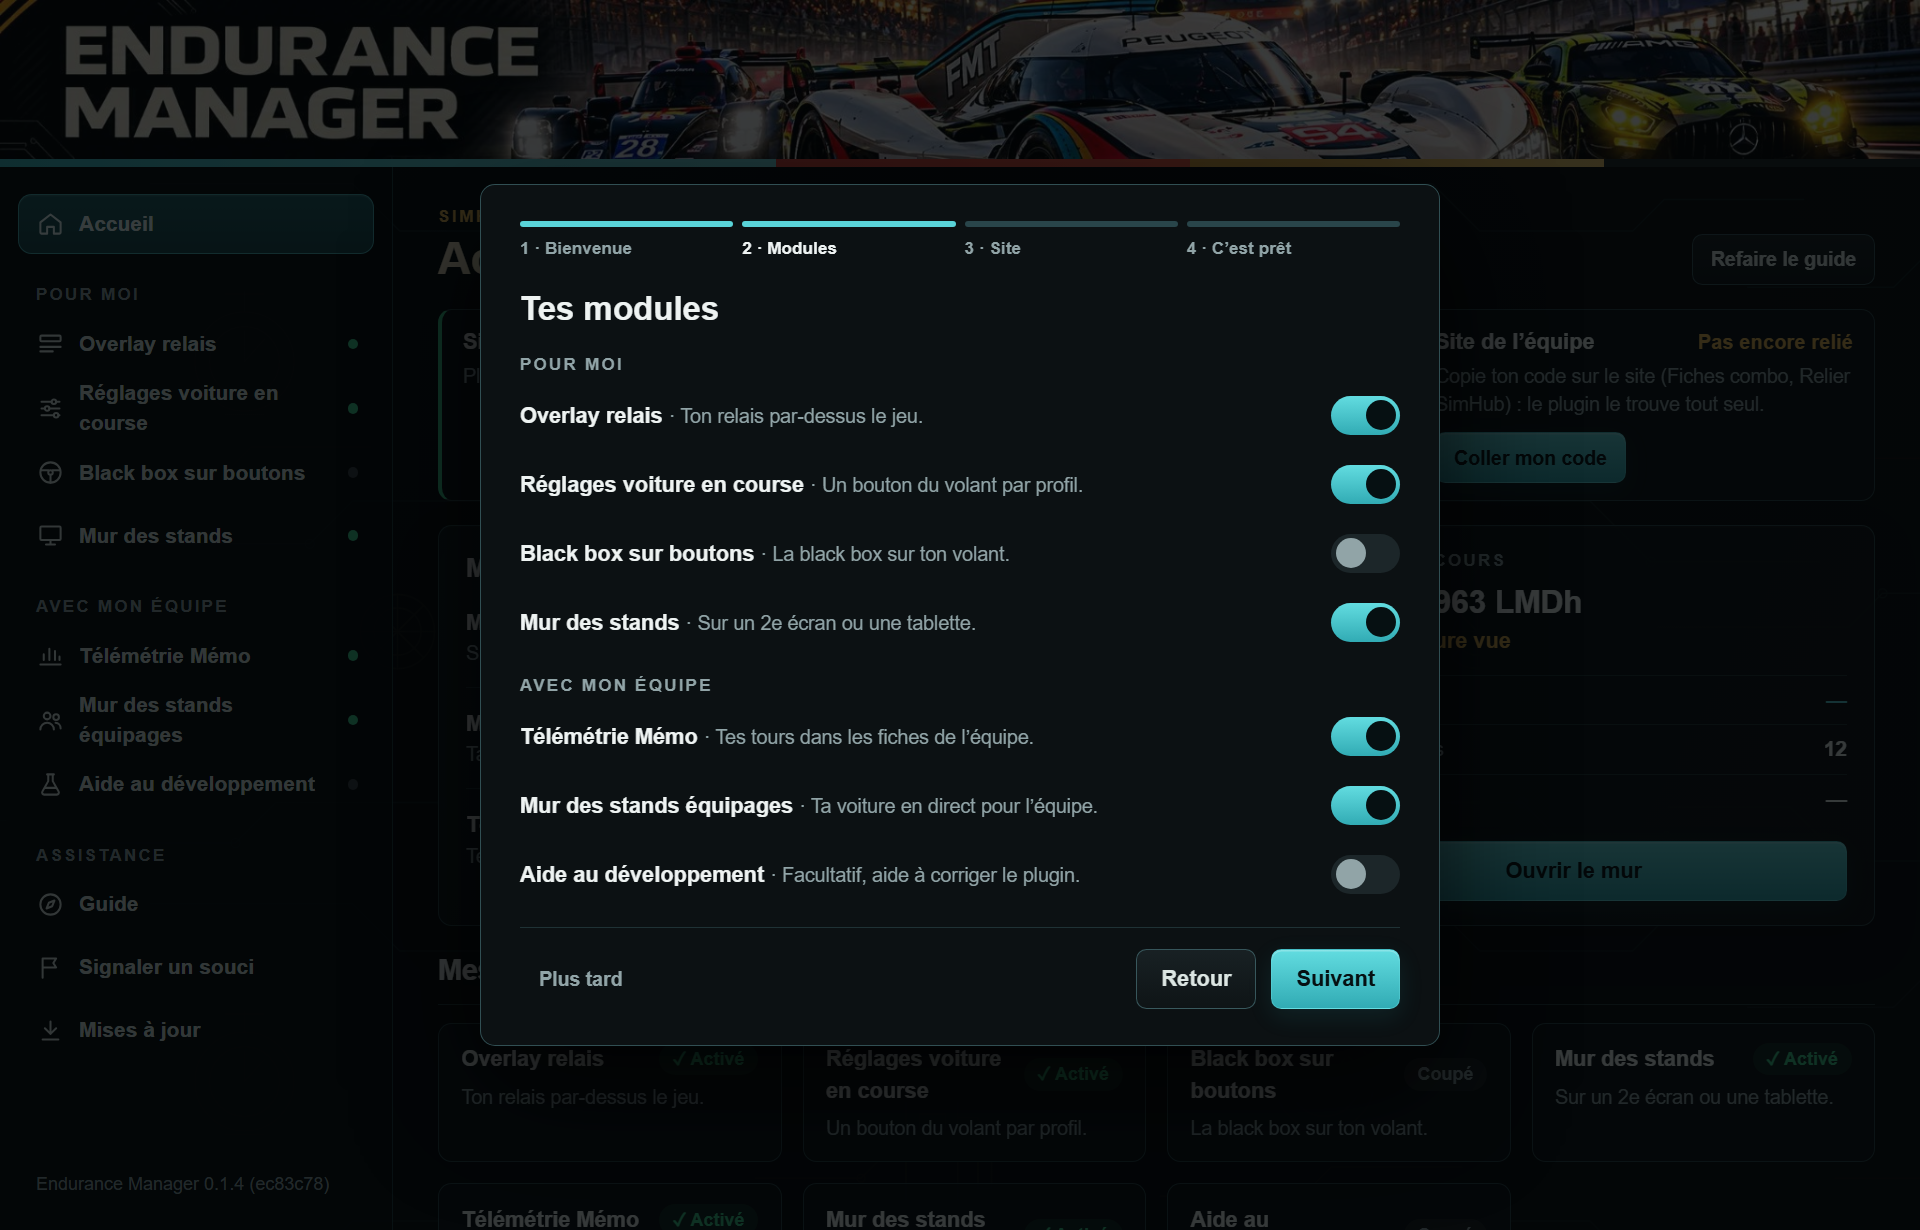 ENDURANCE
MANAGER
FMT
PEUGEOT
AMG
28
22
94
Accueil
POUR MOI
Overlay relais
Réglages voiture en
course
Black box sur boutons
Mur des stands
AVEC MON ÉQUIPE
Télémétrie Mémo
Mur des stands
équipages
Aide au développement
ASSISTANCE
Guide
Signaler un souci
Mises à jour
Endurance Manager 0.1.4 (ec83c78)
Refaire le guide
1 · Bienvenue
2 · Modules
3 · Site
4 · C’est prêt
Tes modules
POUR MOI
Overlay relais · Ton relais par-dessus le jeu.
Réglages voiture en course · Un bouton du volant par profil.
Black box sur boutons · La black box sur ton volant.
Mur des stands · Sur un 2e écran ou une tablette.
AVEC MON ÉQUIPE
Télémétrie Mémo · Tes tours dans les fiches de l’équipe.
Mur des stands équipages · Ta voiture en direct pour l’équipe.
Aide au développement · Facultatif, aide à corriger le plugin.
Plus tard
Retour
Suivant
Site de l’équipe
Pas encore relié
Copie ton code sur le site (Fiches combo, Relier
SimHub) : le plugin le trouve tout seul.
Coller mon code
963 LMDh
vue
—
12
—
Ouvrir le mur
Overlay relais
✓ Activé
Ton relais par-dessus le jeu.
Réglages voiture
en course
✓ Activé
Un bouton du volant par profil.
Black box sur
boutons
Coupé
La black box sur ton volant.
Mur des stands
✓ Activé
Sur un 2e écran ou une tablette.
Télémétrie Mémo
✓ Activé
Mur des stands
Aide au